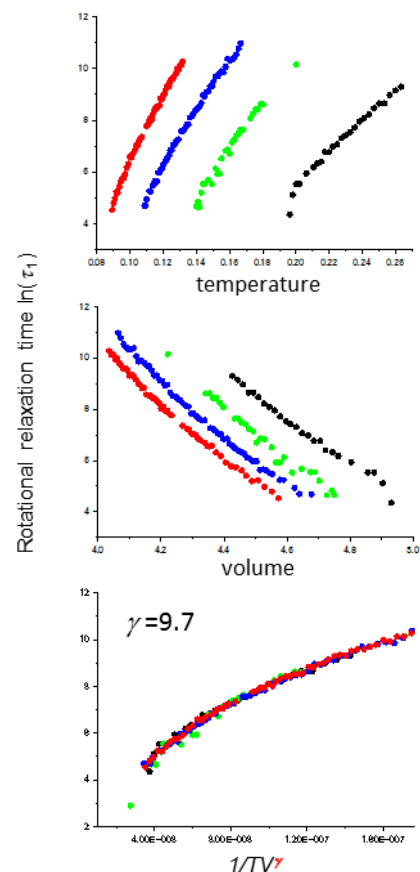 12
10
8
6
4
0.08 0.10 0.12 0.14 0.16 0.18 0.20 0.22 0.24 0.26
temperature
Rotational relaxation time ln(τ1)
12
10
8
6
4
4.0 4.2 4.4 4.6 4.8 5.0
volume
γ =9.7
12
10
8
6
4
2
4.00E-008 8.00E-008 1.20E-007 1.60E-007
1/TVγ